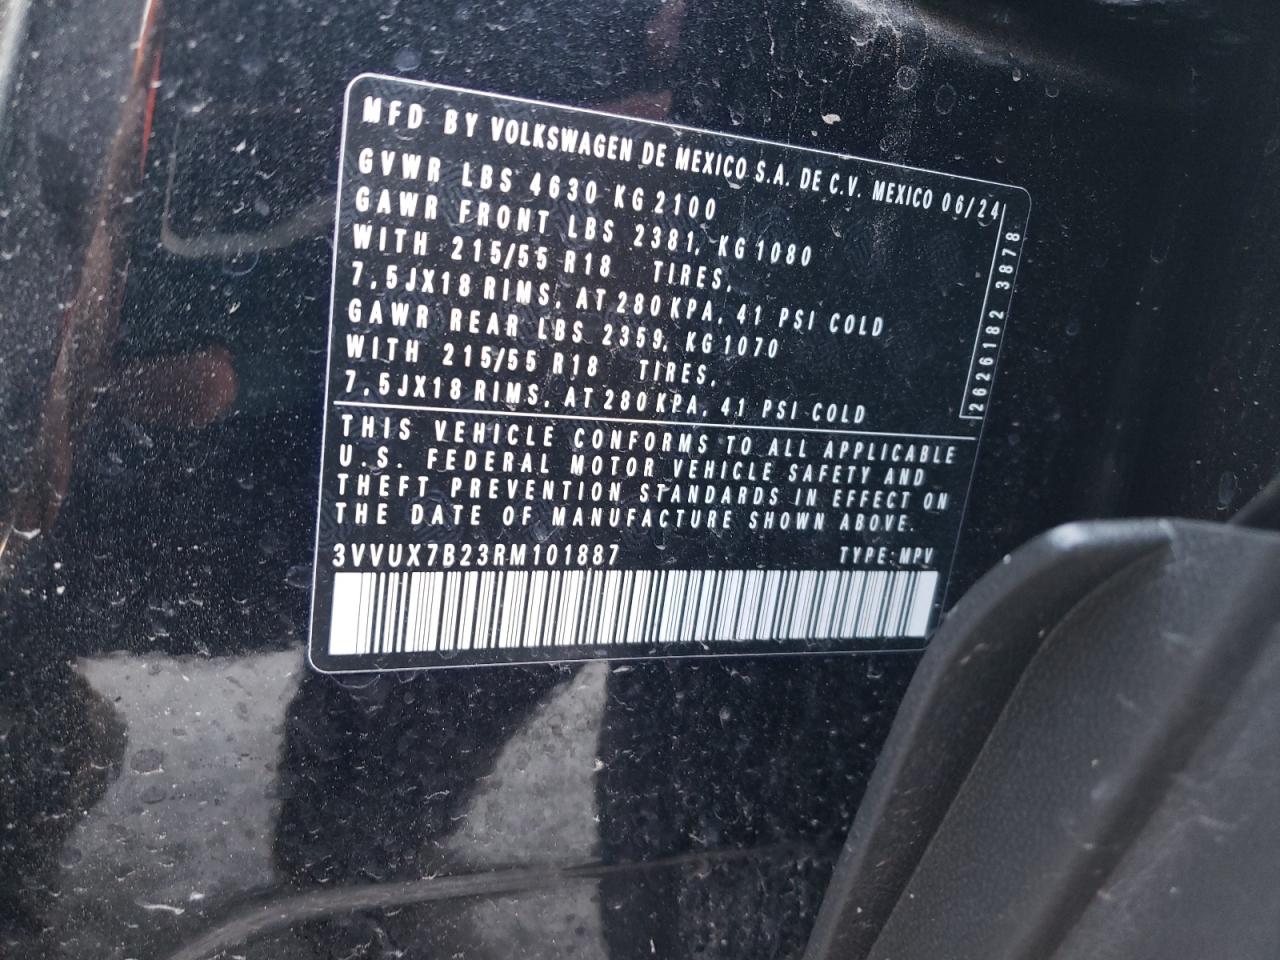 MFD BY VOLKSWAGEN DE MEXICO S.A. DE C.V. MEXICO 06/24
GVWR LBS 4630 KG 2100
GAWR FRONT LBS 2381, KG 1080
WITH 215/55 R18 TIRES,
7,5JX18 RIMS, AT 280 KPA, 41 PSI COLD
GAWR REAR LBS 2359, KG 1070
WITH 215/55 R18 TIRES,
7,5JX18 RIMS, AT 280 KPA, 41 PSI COLD
2626182 3878
THIS VEHICLE CONFORMS TO ALL APPLICABLE
U.S. FEDERAL MOTOR VEHICLE SAFETY AND
THEFT PREVENTION STANDARDS IN EFFECT ON
THE DATE OF MANUFACTURE SHOWN ABOVE.
3VVUX7B23RM101887 TYPE: MPV